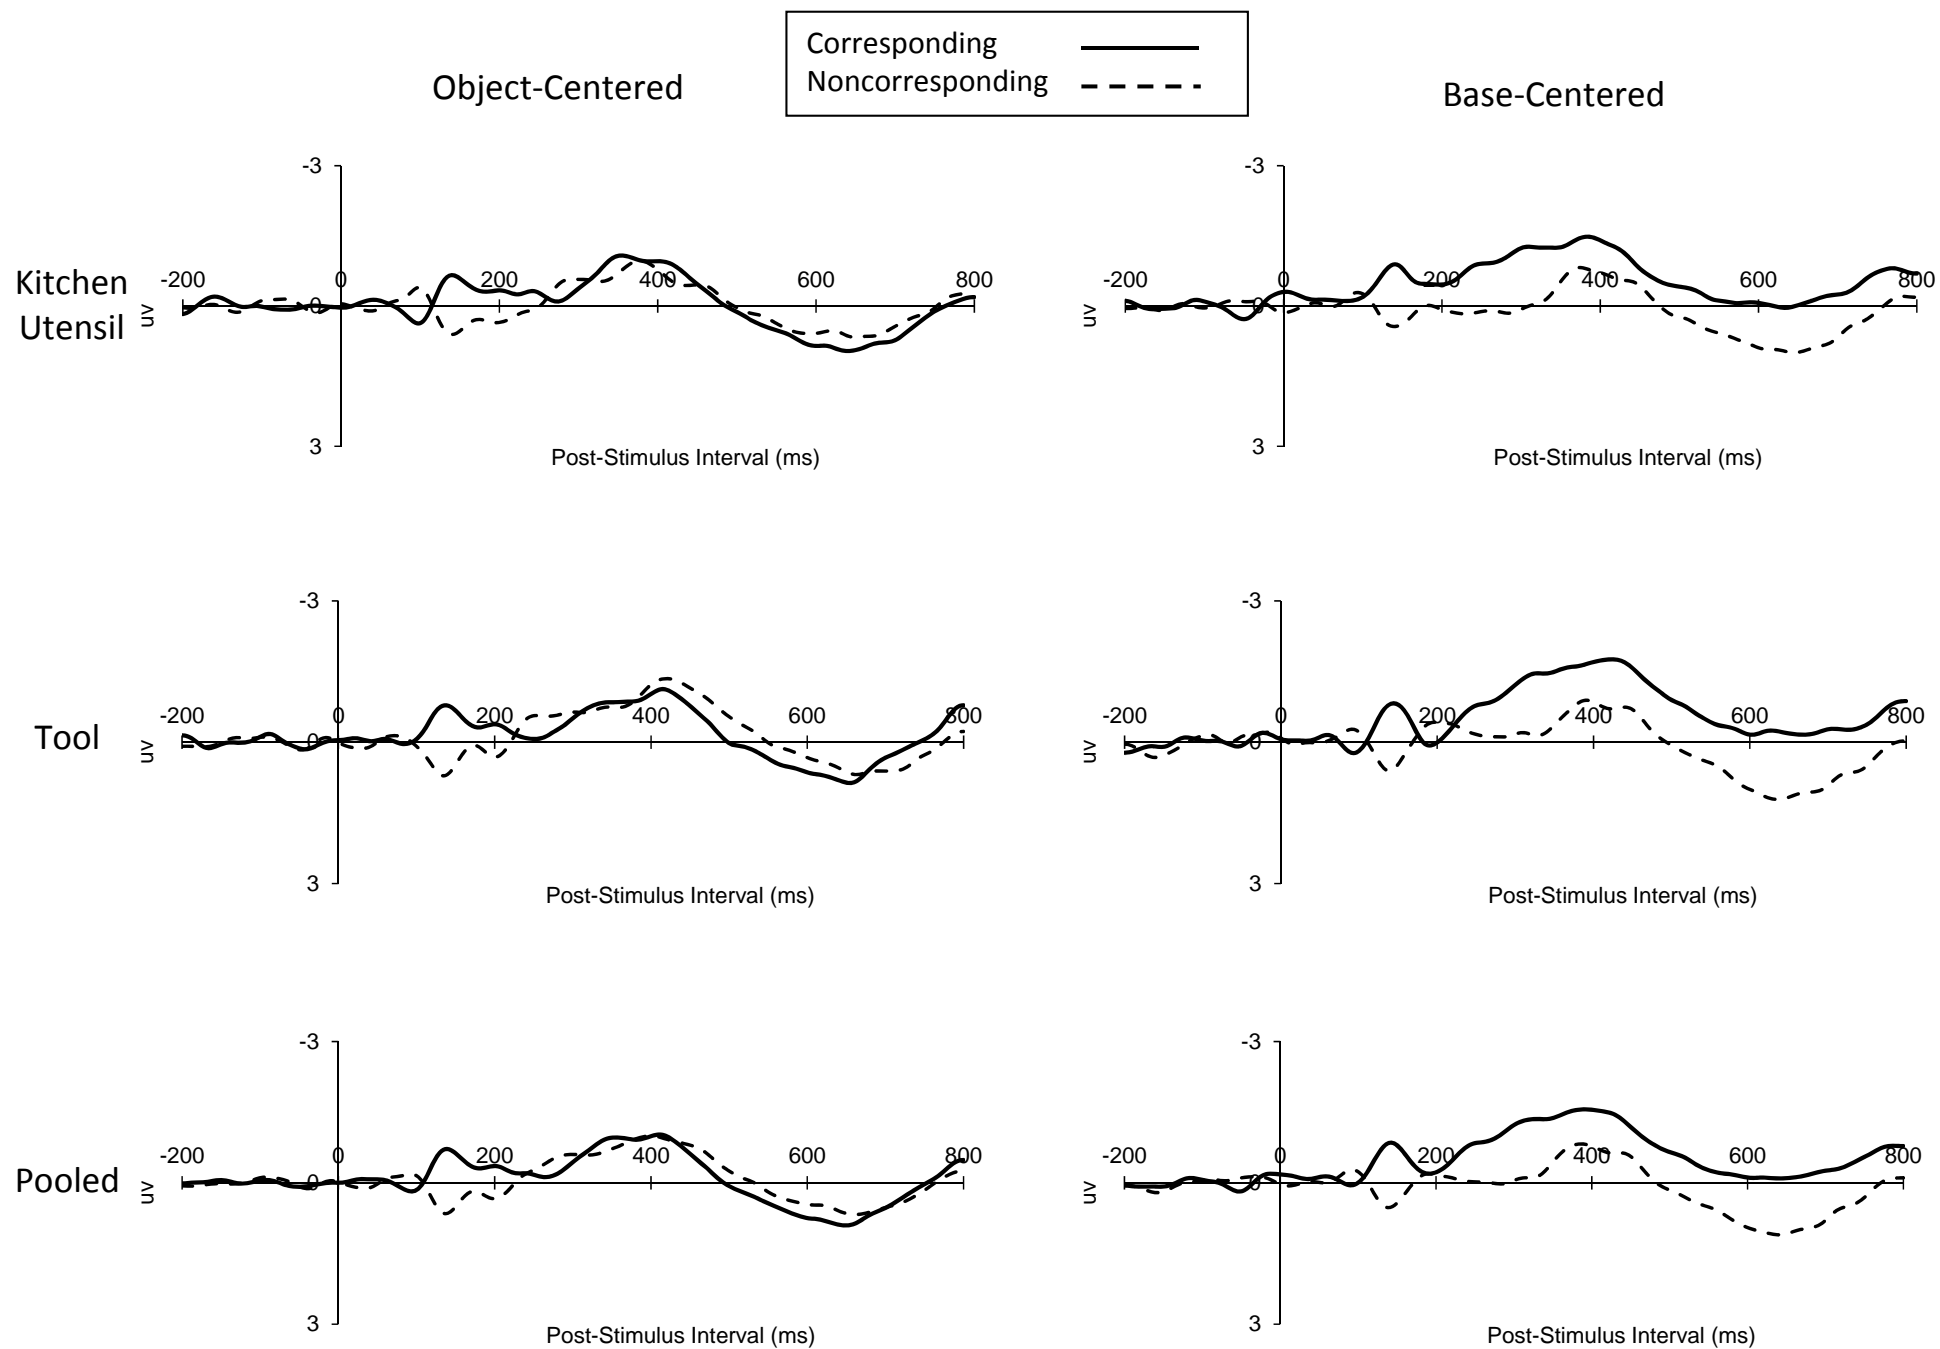 Corresponding
Noncorresponding
Object-Centered
Base-Centered
Kitchen
Utensil
-3
-200 0 200 400 600 800
0
uv
3
Post-Stimulus Interval (ms)
-3
-200 0 200 400 600 800
0
uv
3
Post-Stimulus Interval (ms)
Tool
-3
-200 0 200 400 600 800
0
uv
3
Post-Stimulus Interval (ms)
-3
-200 0 200 400 600 800
0
uv
3
Post-Stimulus Interval (ms)
Pooled
-3
-200 0 200 400 600 800
0
uv
3
Post-Stimulus Interval (ms)
-3
-200 0 200 400 600 800
0
uv
3
Post-Stimulus Interval (ms)